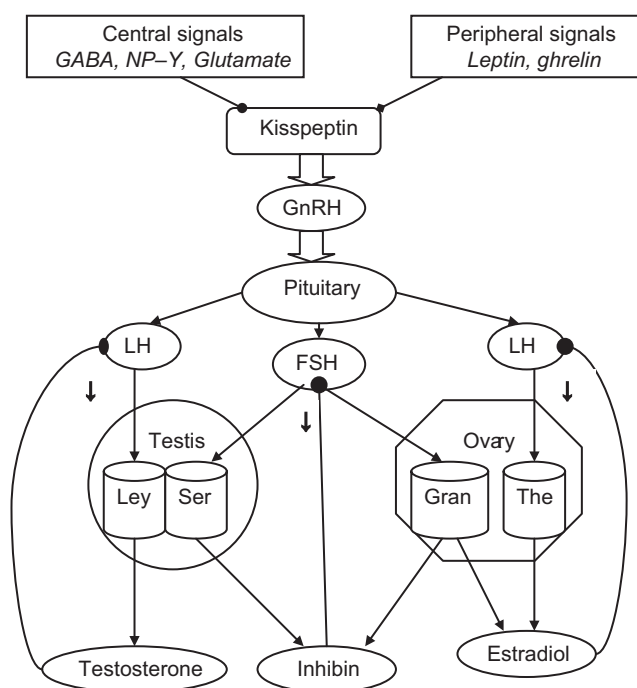 Central signals
GABA, NP–Y, Glutamate
Peripheral signals
Leptin, ghrelin
Kisspeptin
GnRH
Pituitary
LH
FSH
LH
Testis
Ovary
Ley
Ser
Gran
The
Testosterone
Inhibin
Estradiol